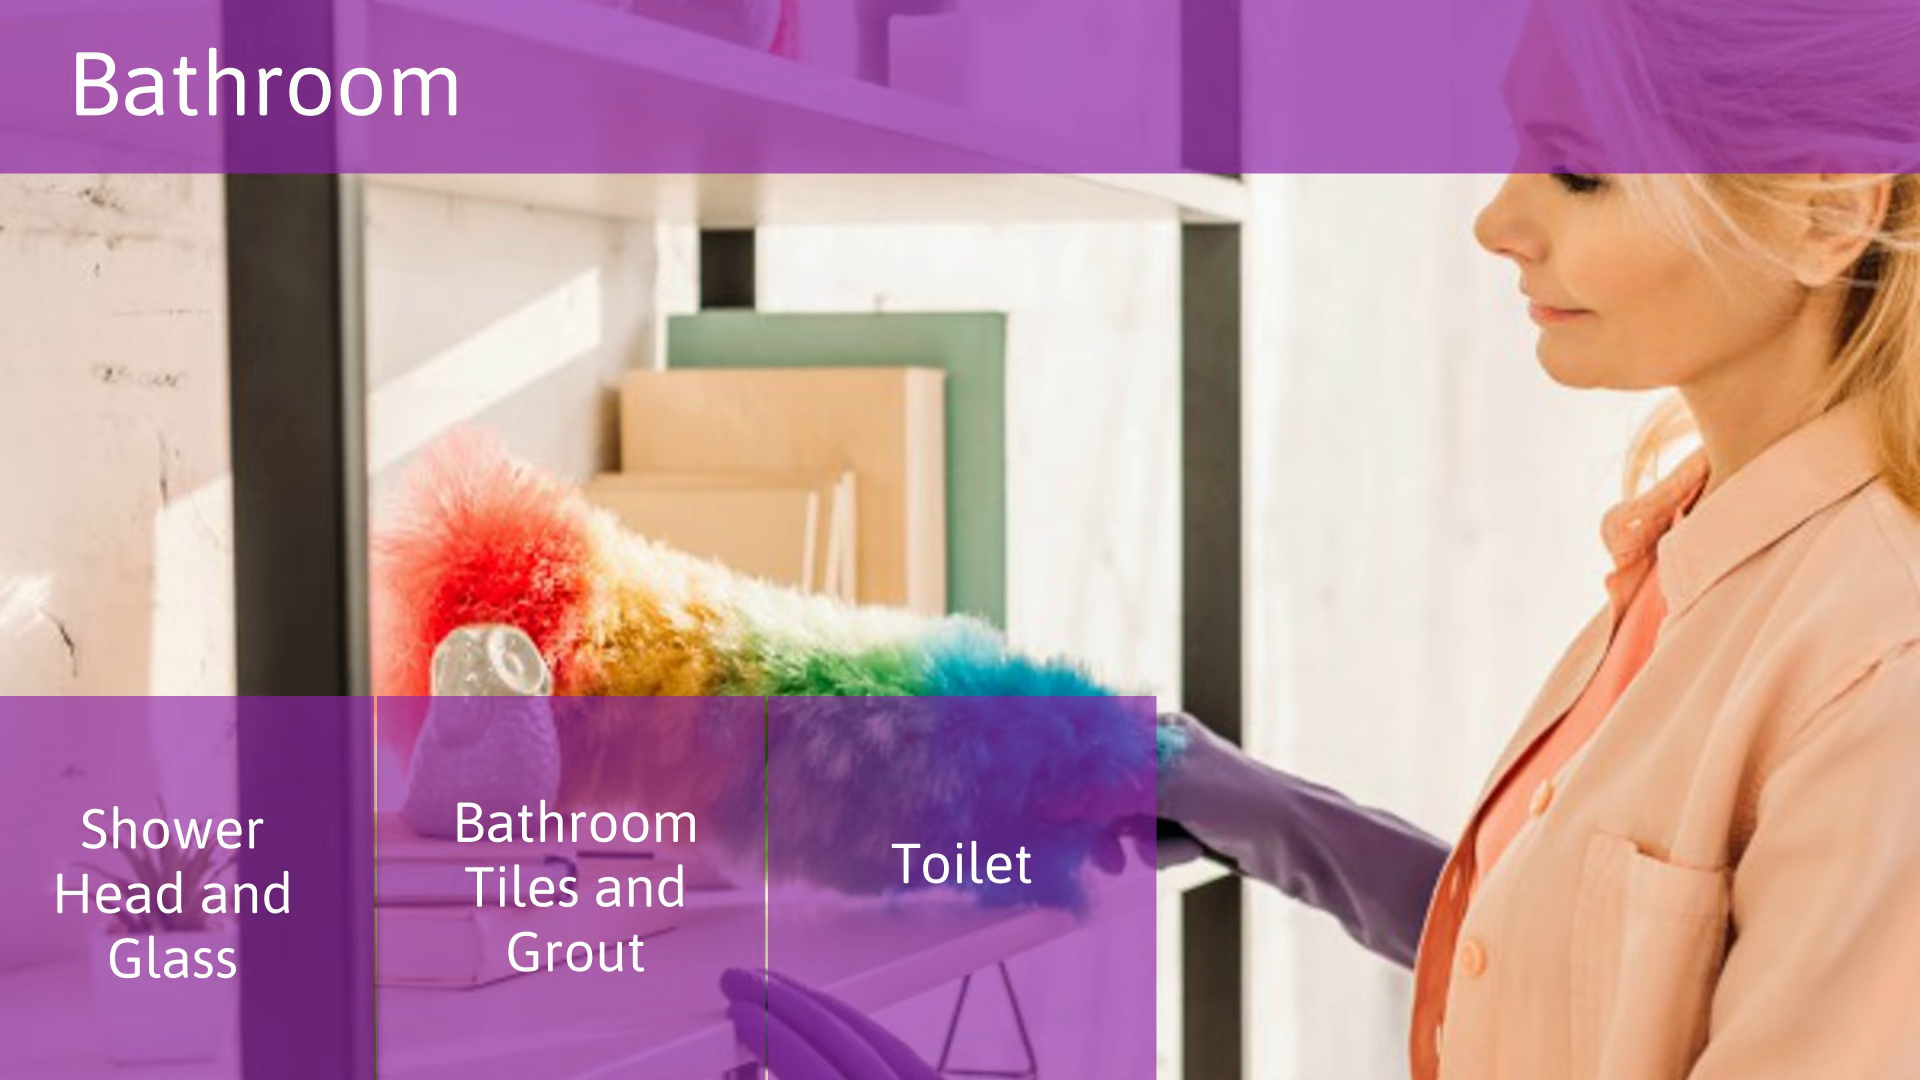 Bathroom
Shower
Head and
Glass
Bathroom
Tiles and
Grout
Toilet